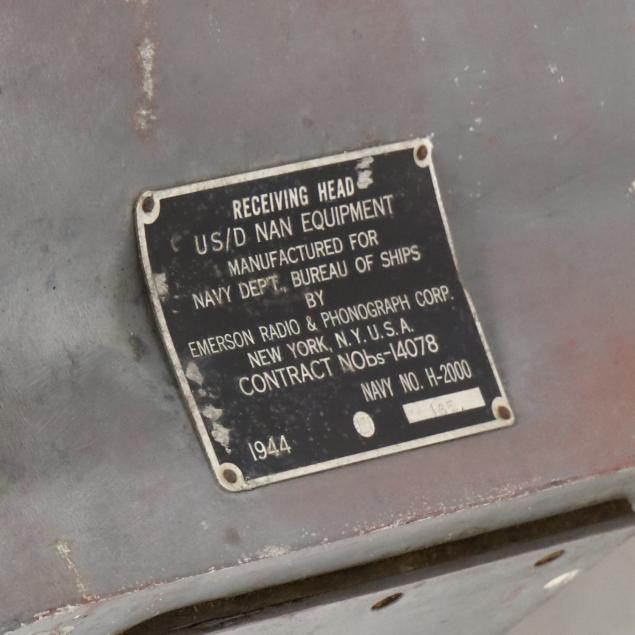 RECEIVING HEAD
US/D NAN EQUIPMENT
MANUFACTURED FOR
NAVY DEP'T., BUREAU OF SHIPS
BY
EMERSON RADIO & PHONOGRAPH CORP.
NEW YORK, N.Y. U.S.A.
CONTRACT NObs-14078
NAVY NO. H-2000
1944